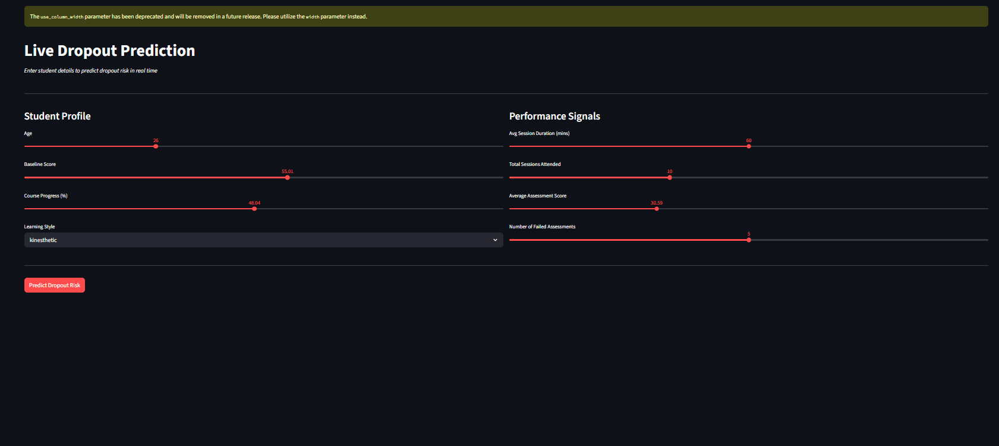 The use_column_width parameter has been deprecated and will be removed in a future release. Please utilize the width parameter instead.
Live Dropout Prediction
Enter student details to predict dropout risk in real time
Student Profile
Age
26
Baseline Score
55.01
Course Progress (%)
48.04
Learning Style
kinesthetic
Performance Signals
Avg Session Duration (mins)
60
Total Sessions Attended
10
Average Assessment Score
30.59
Number of Failed Assessments
5
Predict Dropout Risk